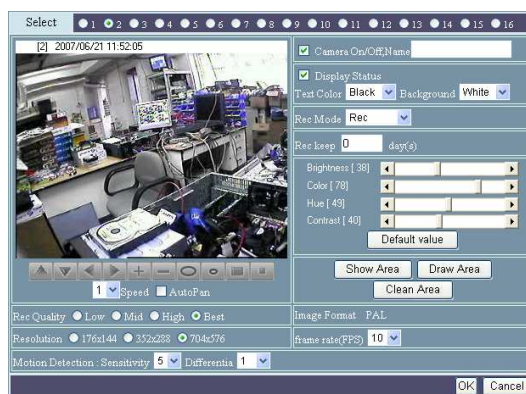 Select 1 2 3 4 5 6 7 8 9 10 11 12 13 14 15 16
[2] 2007/06/21 11:52:05
Camera On/Off,Name
Display Status
Text Color Black Background White
Rec Mode Rec
Rec keep 0 day(s)
Brightness [ 38]
Color [ 78]
Hue [ 49]
Contrast [ 40]
Default value
Show Area Draw Area
Clean Area
1 Speed AutoPan
Rec Quality Low Mid High Best
Image Format PAL
Resolution 176x144 352x288 704x576
frame rate(FPS) 10
Motion Detection : Sensitivity 5 Differentia 1
OK Cancel